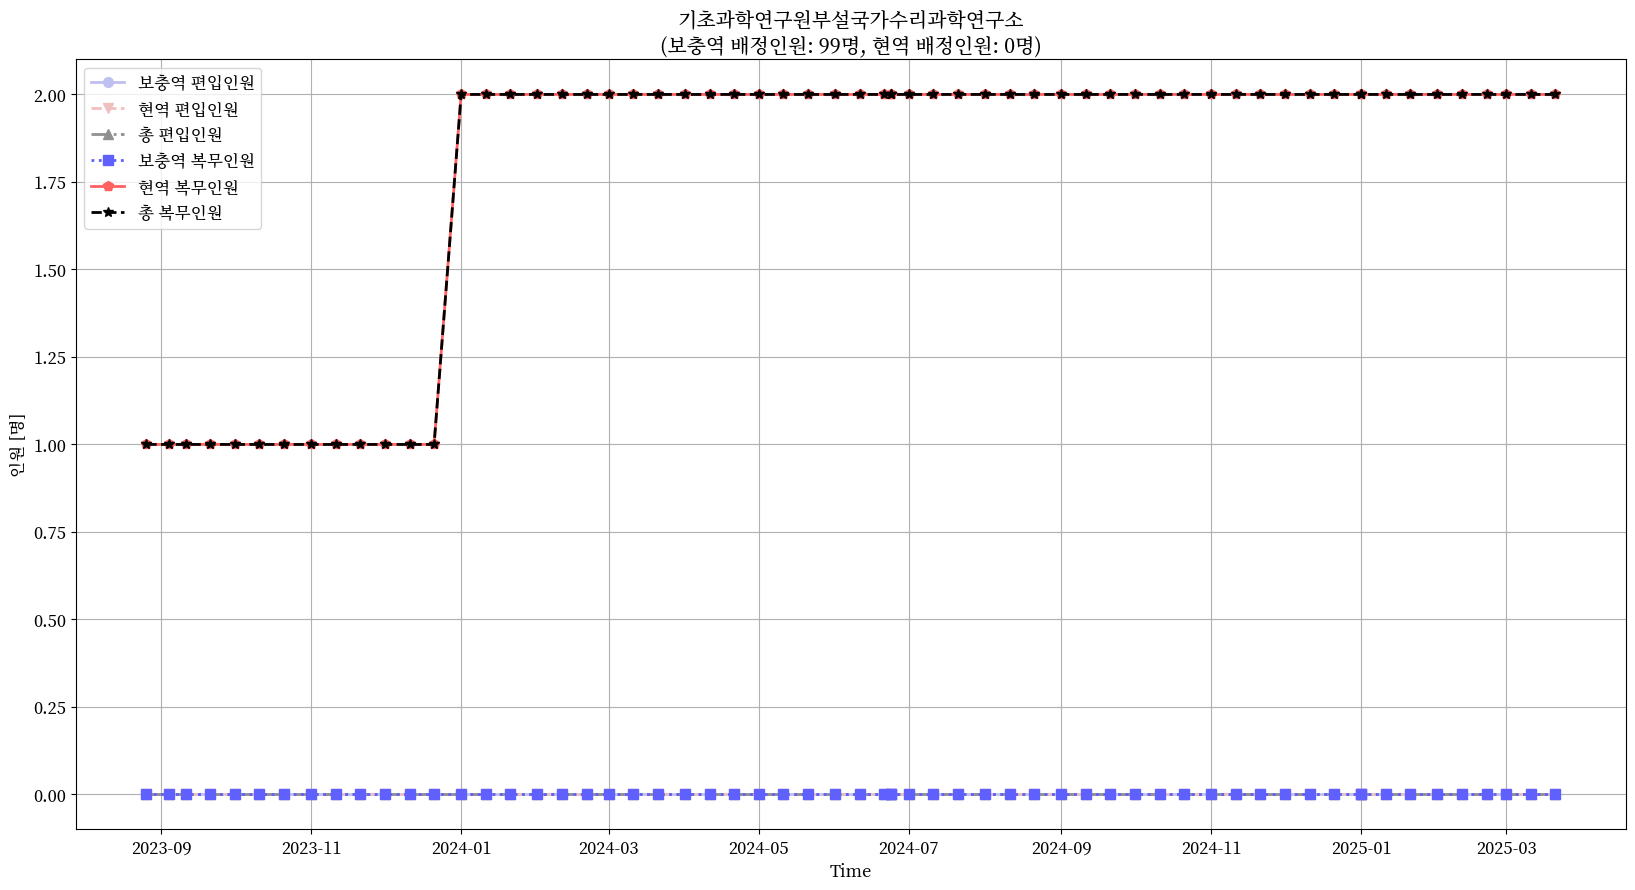 기초과학연구원부설국가수리과학연구소
(보충역 배정인원: 99명, 현역 배정인원: 0명)
보충역 편입인원
현역 편입인원
총 편입인원
보충역 복무인원
현역 복무인원
총 복무인원
2.00
1.75
1.50
1.25
1.00
0.75
0.50
0.25
0.00
인원 [명]
2023-09
2023-11
2024-01
2024-03
2024-05
2024-07
2024-09
2024-11
2025-01
2025-03
Time